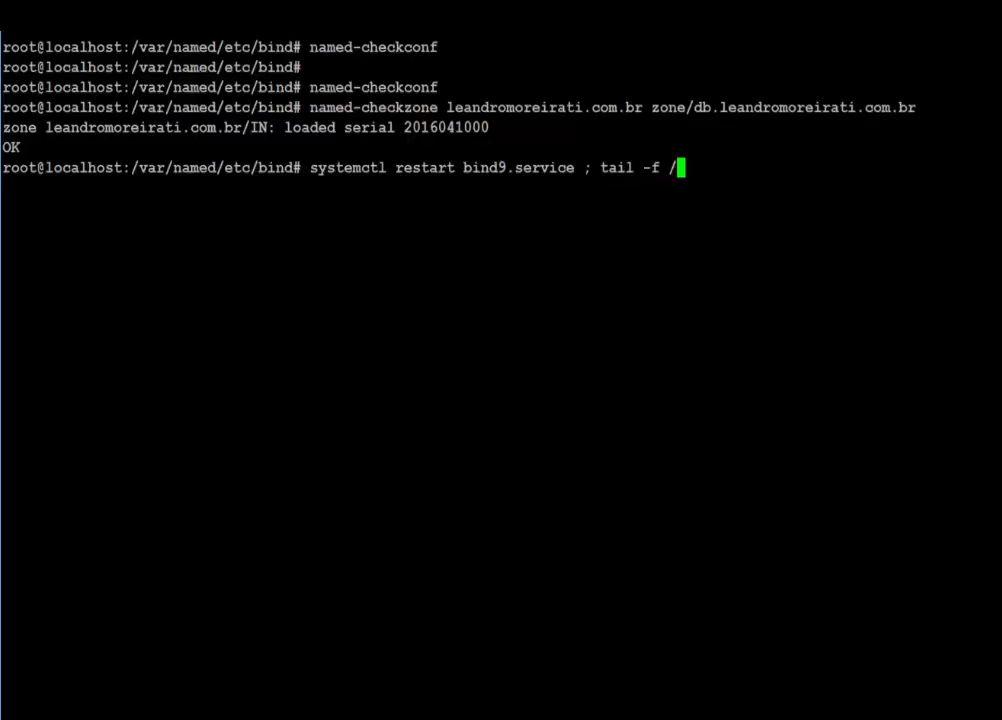 root@localhost:/var/named/etc/bind# named-checkconf
root@localhost:/var/named/etc/bind#
root@localhost:/var/named/etc/bind# named-checkconf
root@localhost:/var/named/etc/bind# named-checkzone leandromoreirati.com.br zone/db.leandromoreirati.com.br
zone leandromoreirati.com.br/IN: loaded serial 2016041000
OK
root@localhost:/var/named/etc/bind# systemctl restart bind9.service ; tail -f /